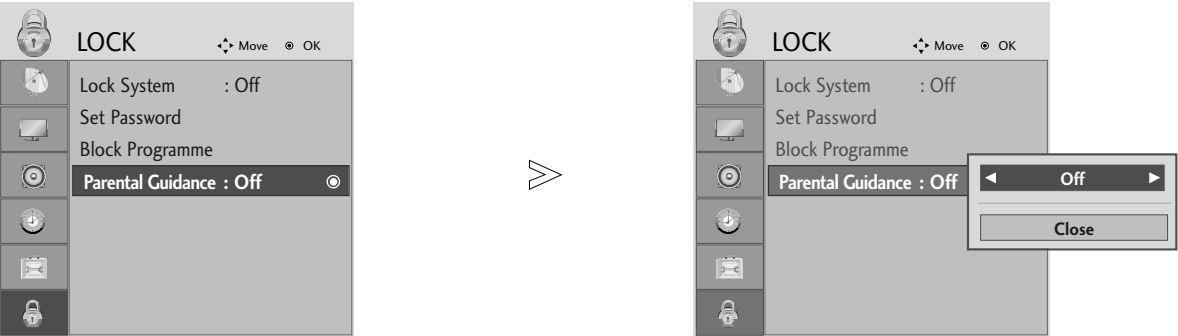 LOCK Move OK
Lock System : Off
Set Password
Block Programme
Parental Guidance : Off
LOCK Move OK
Lock System : Off
Set Password
Block Programme
Parental Guidance : Off
Off
Close